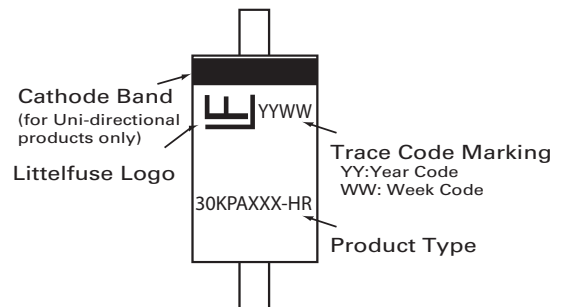 Cathode Band
(for Uni-directional
products only)
Littelfuse Logo
YYWW
Trace Code Marking
YY:Year Code
WW: Week Code
30KPAXXX-HR
Product Type